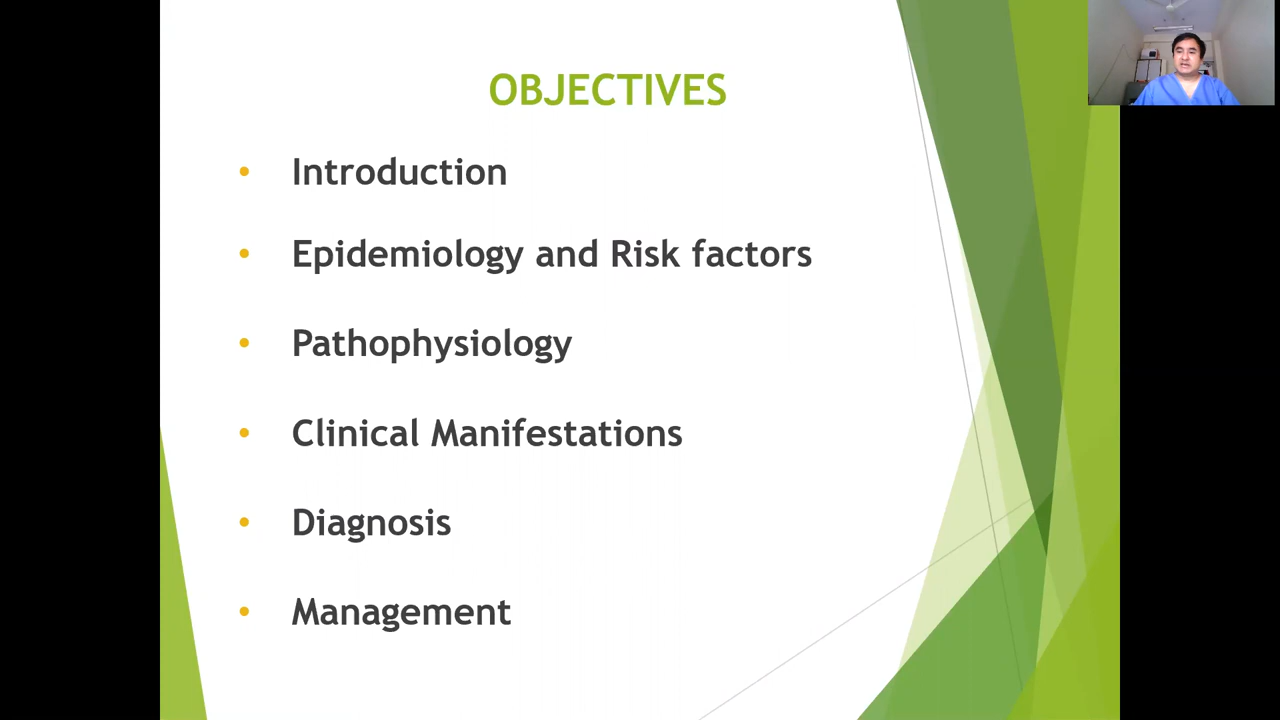 OBJECTIVES
• Introduction
• Epidemiology and Risk factors
• Pathophysiology
• Clinical Manifestations
• Diagnosis
• Management